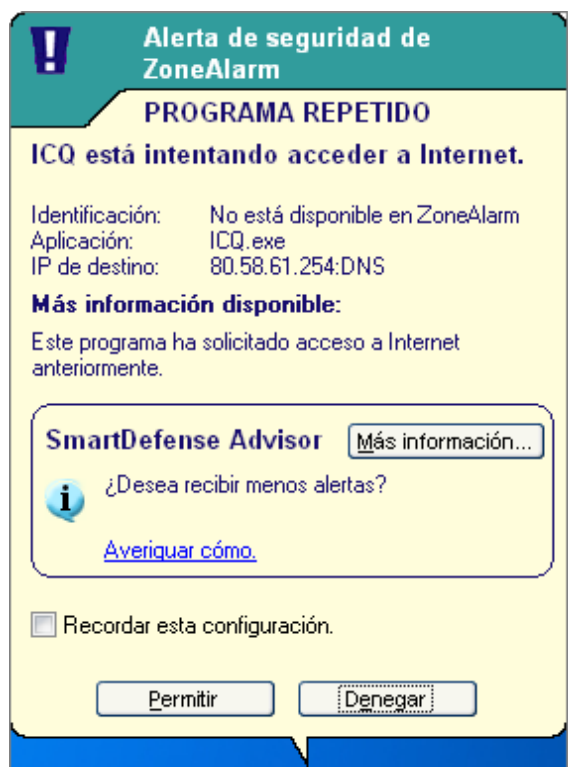 Alerta de seguridad de
ZoneAlarm
PROGRAMA REPETIDO
ICQ está intentando acceder a Internet.
Identificación: No está disponible en ZoneAlarm
Aplicación: ICQ.exe
IP de destino: 80.58.61.254:DNS
Más información disponible:
Este programa ha solicitado acceso a Internet
anteriormente.
SmartDefense Advisor Más información...
¿Desea recibir menos alertas?
Averiguar cómo.
Recordar esta configuración.
Permitir Denegar